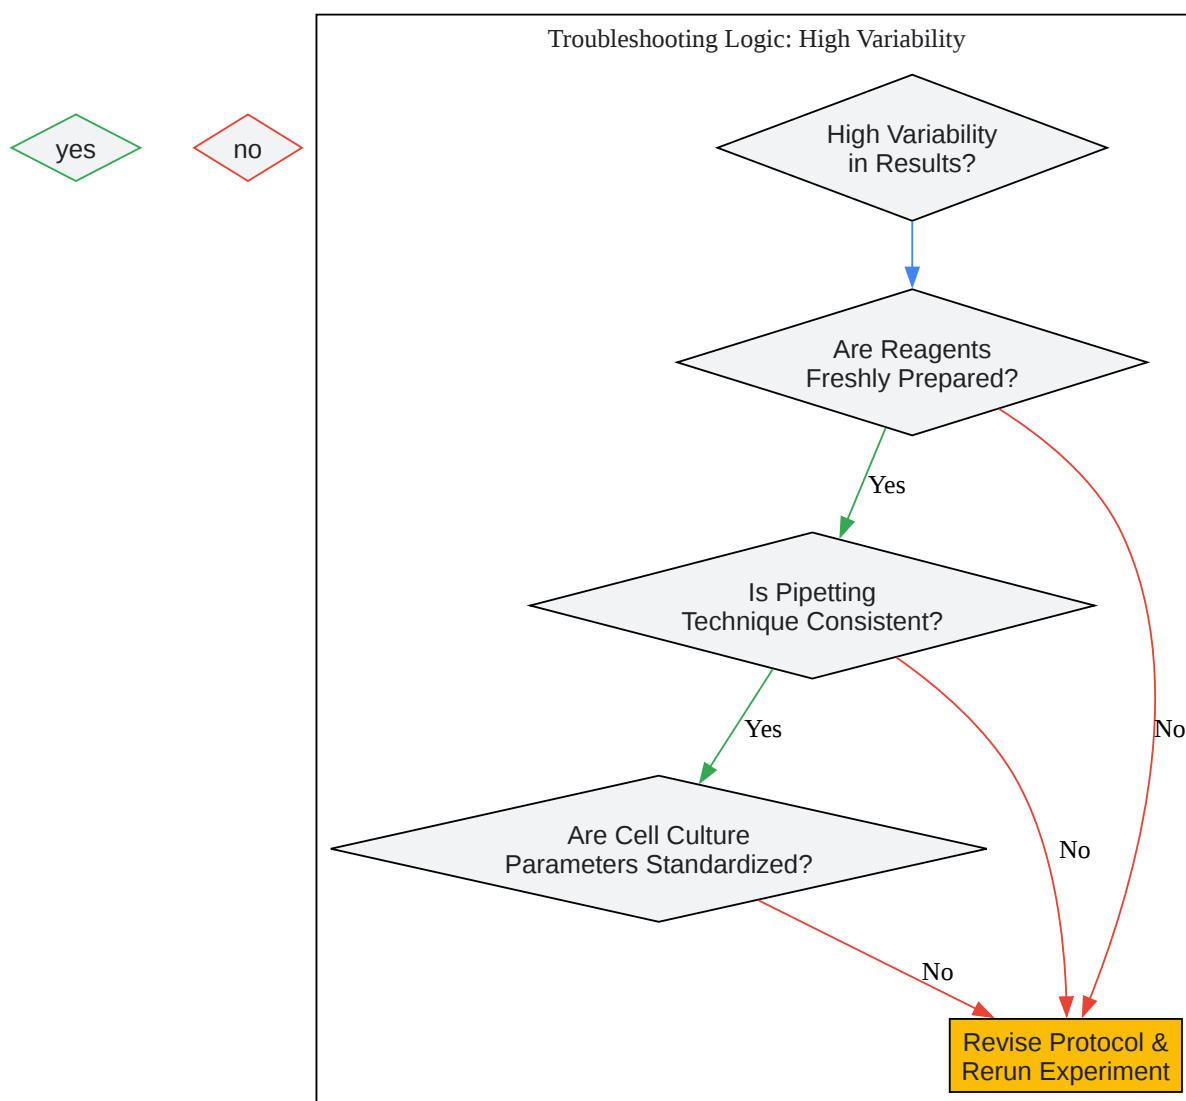 Troubleshooting Logic: High Variability
yes
no
High Variability
in Results?
Are Reagents
Freshly Prepared?
Yes
Is Pipetting
Technique Consistent?
Yes
No
Are Cell Culture
Parameters Standardized?
No
No
Revise Protocol &
Rerun Experiment